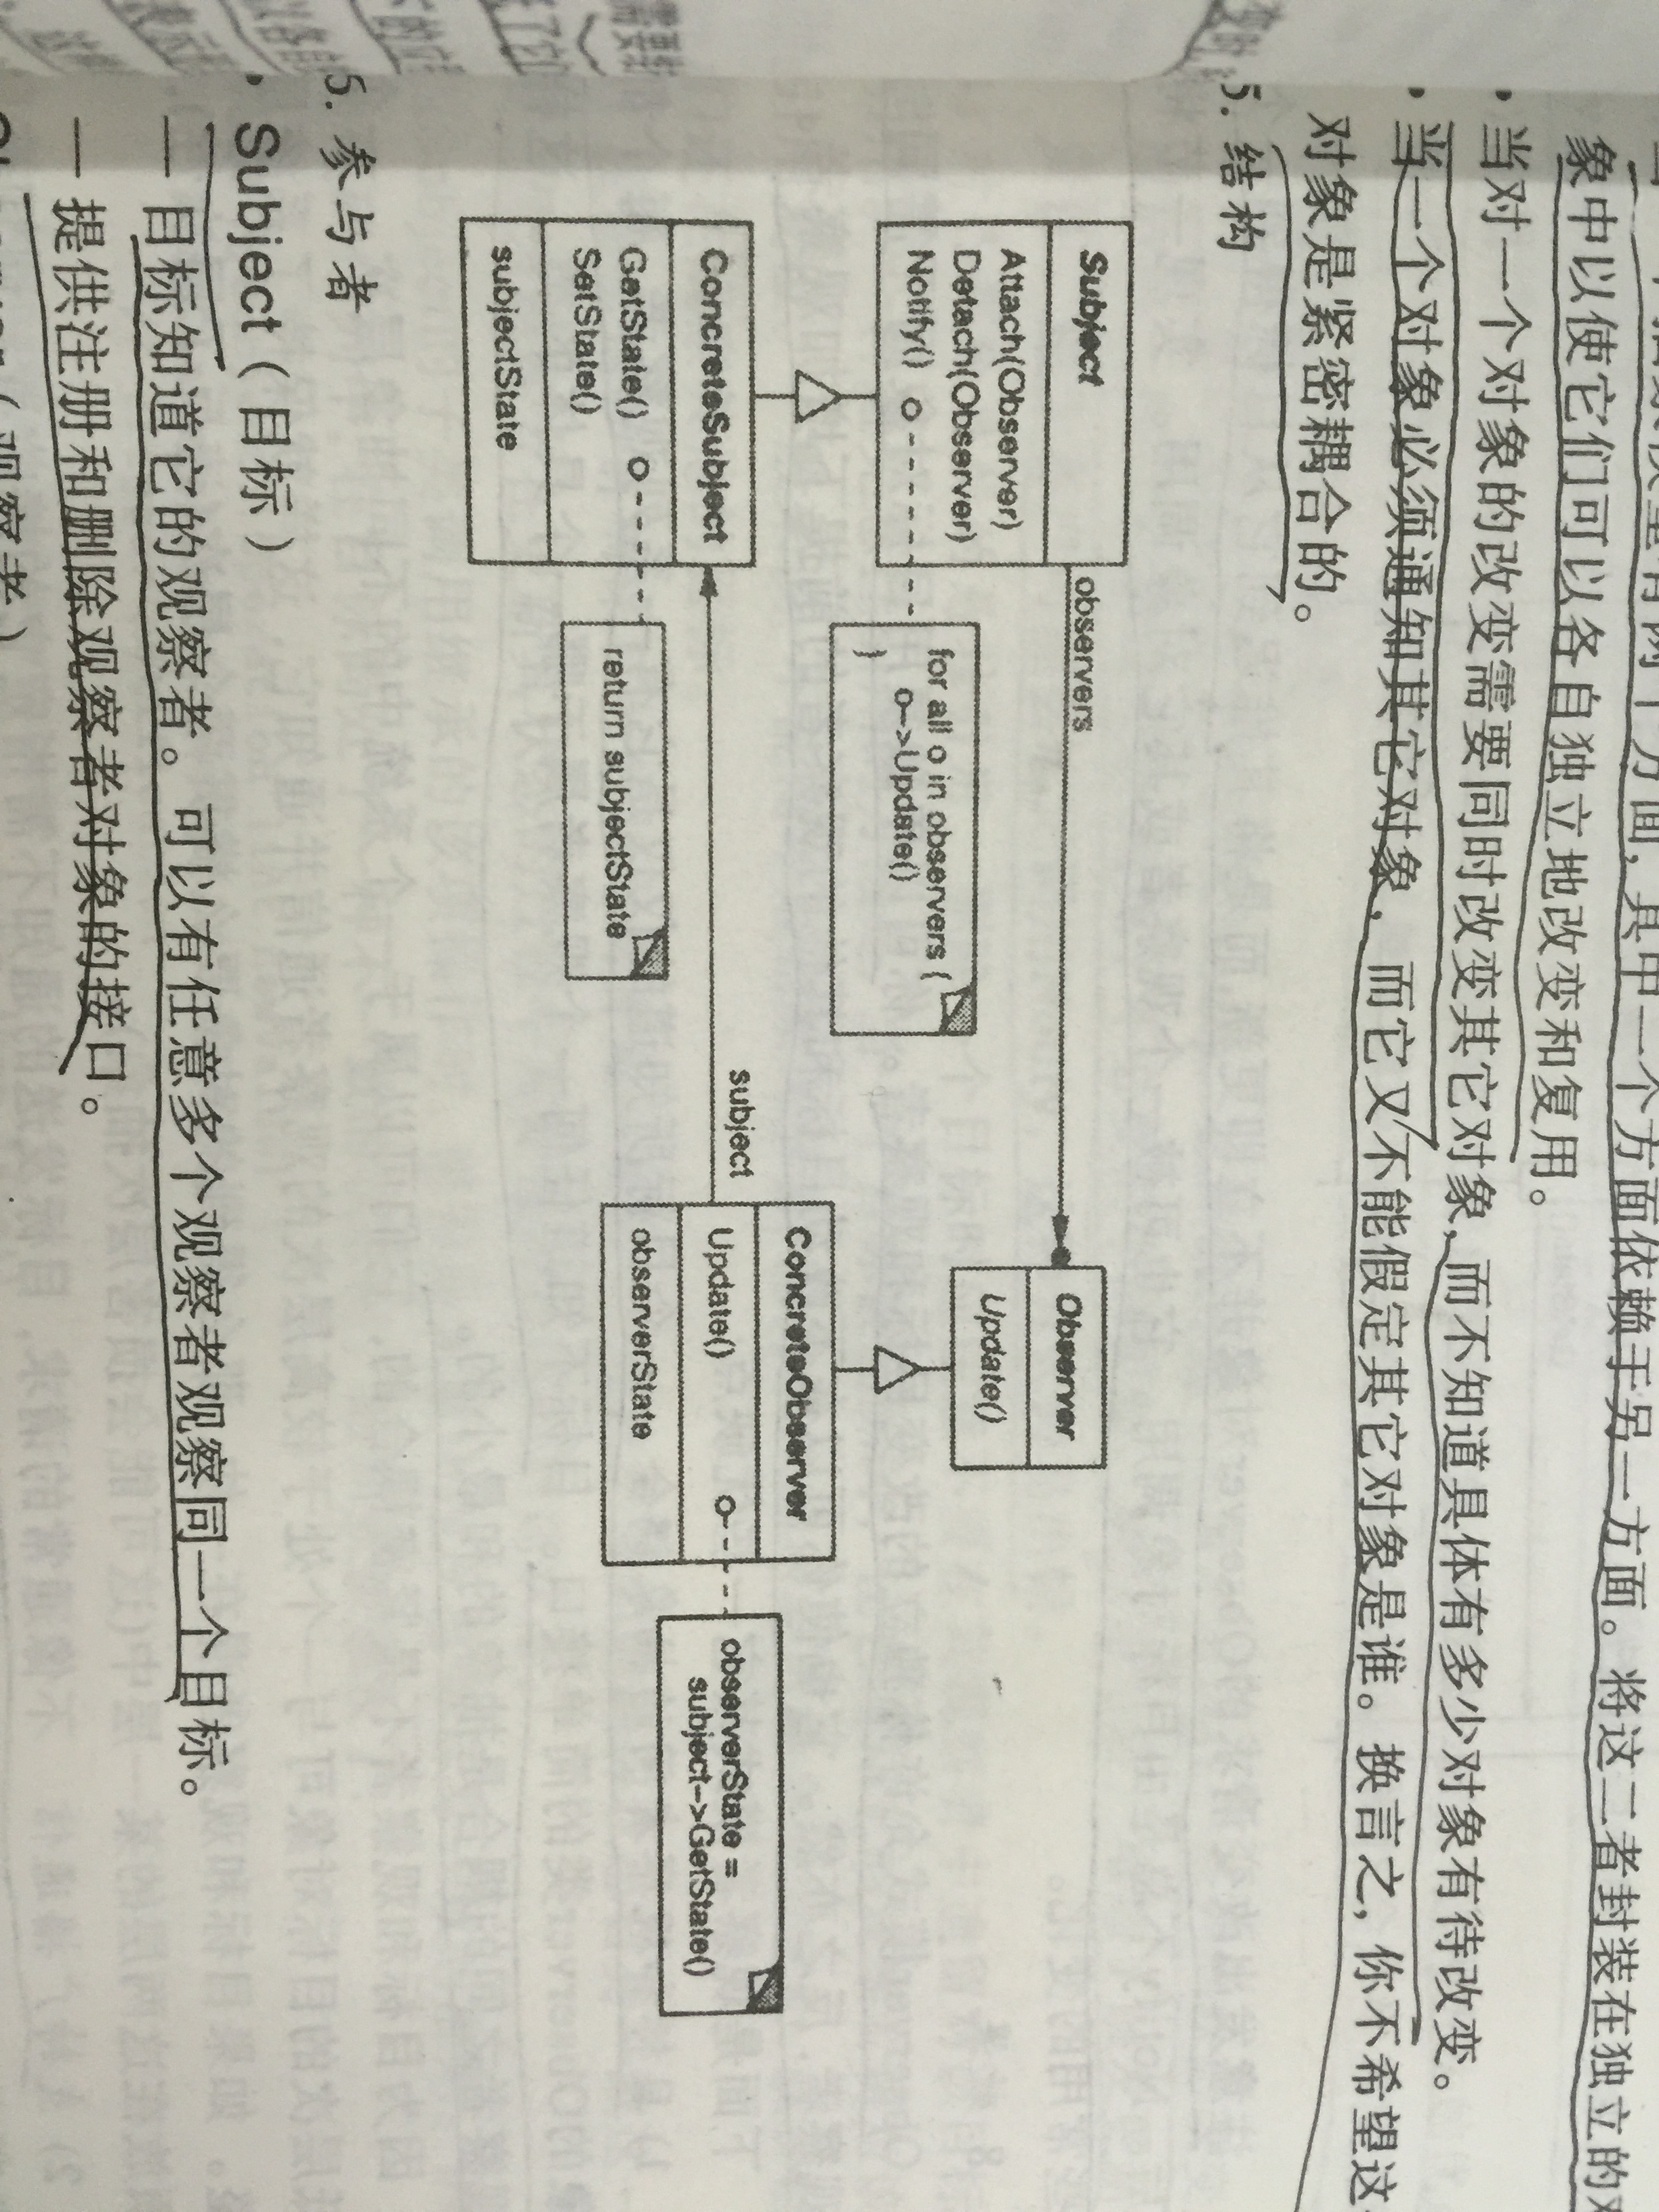 一个抽象模型有两个方面, 其中一个方面依赖于另一方面。将这二者封装在独立的对
象中以使它们可以各自独立地改变和复用。
• 当对一个对象的改变需要同时改变其它对象, 而不知道具体有多少对象有待改变。
• 当一个对象必须通知其它对象, 而它又不能假定其它对象是谁。换言之, 你不希望这
对象是紧密耦合的。
5. 结构
Subject
Attach(Observer)
Detach(Observer)
Notify()
observers
for all o in observers {
o->Update()
}
Observer
Update()
ConcreteSubject
GetState()
SetState()
subjectState
return subjectState
subject
ConcreteObserver
Update()
observerState
observerState =
subject->GetState()
6. 参与者
• Subject ( 目标 )
— 目标知道它的观察者。可以有任意多个观察者观察同一个目标。
— 提供注册和删除观察者对象的接口。
( 观察者 )